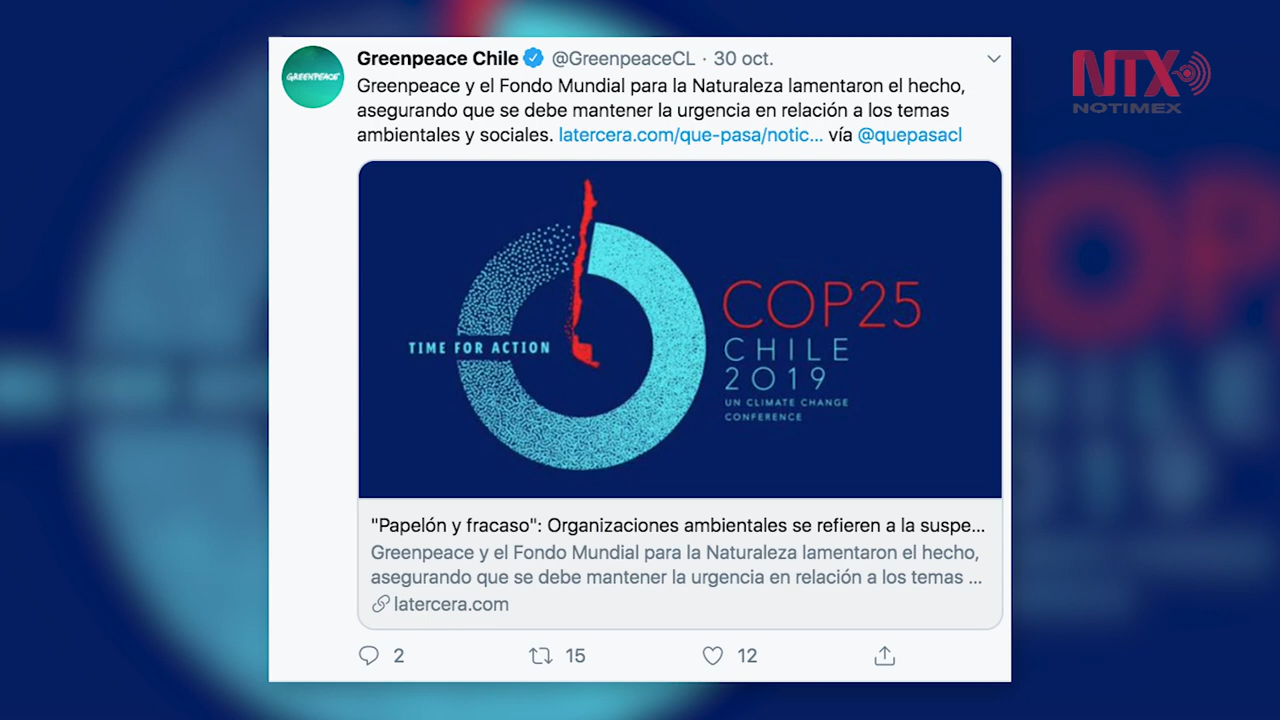 GREENPEACE
Greenpeace Chile @GreenpeaceCL · 30 oct.
Greenpeace y el Fondo Mundial para la Naturaleza lamentaron el hecho,
asegurando que se debe mantener la urgencia en relación a los temas
ambientales y sociales. latercera.com/que-pasa/notic... vía @quepasacl
TIME FOR ACTION
COP25
CHILE
2019
UN CLIMATE CHANGE
CONFERENCE
"Papelón y fracaso": Organizaciones ambientales se refieren a la suspe...
Greenpeace y el Fondo Mundial para la Naturaleza lamentaron el hecho,
asegurando que se debe mantener la urgencia en relación a los temas ...
latercera.com
2 15 12
NTX
NOTIMEX